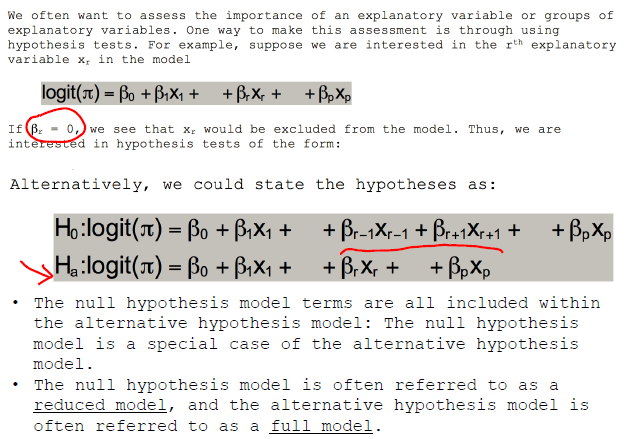 We often want to assess the importance of an explanatory variable or groups of
explanatory variables. One way to make this assessment is through using
hypothesis tests. For example, suppose we are interested in the rᵗʰ explanatory
variable xᵣ in the model
logit(π) = β₀ + β₁x₁ +    + βᵣxᵣ +    + βₚxₚ
If βᵣ = 0, we see that xᵣ would be excluded from the model. Thus, we are
interested in hypothesis tests of the form:
Alternatively, we could state the hypotheses as:
H₀:logit(π) = β₀ + β₁x₁ +    + βᵣ₋₁xᵣ₋₁ + βᵣ₊₁xᵣ₊₁ +    + βₚxₚ
Hₐ:logit(π) = β₀ + β₁x₁ +    + βᵣxᵣ +    + βₚxₚ
• The null hypothesis model terms are all included within
the alternative hypothesis model: The null hypothesis
model is a special case of the alternative hypothesis
model.
• The null hypothesis model is often referred to as a
reduced model, and the alternative hypothesis model is
often referred to as a full model.